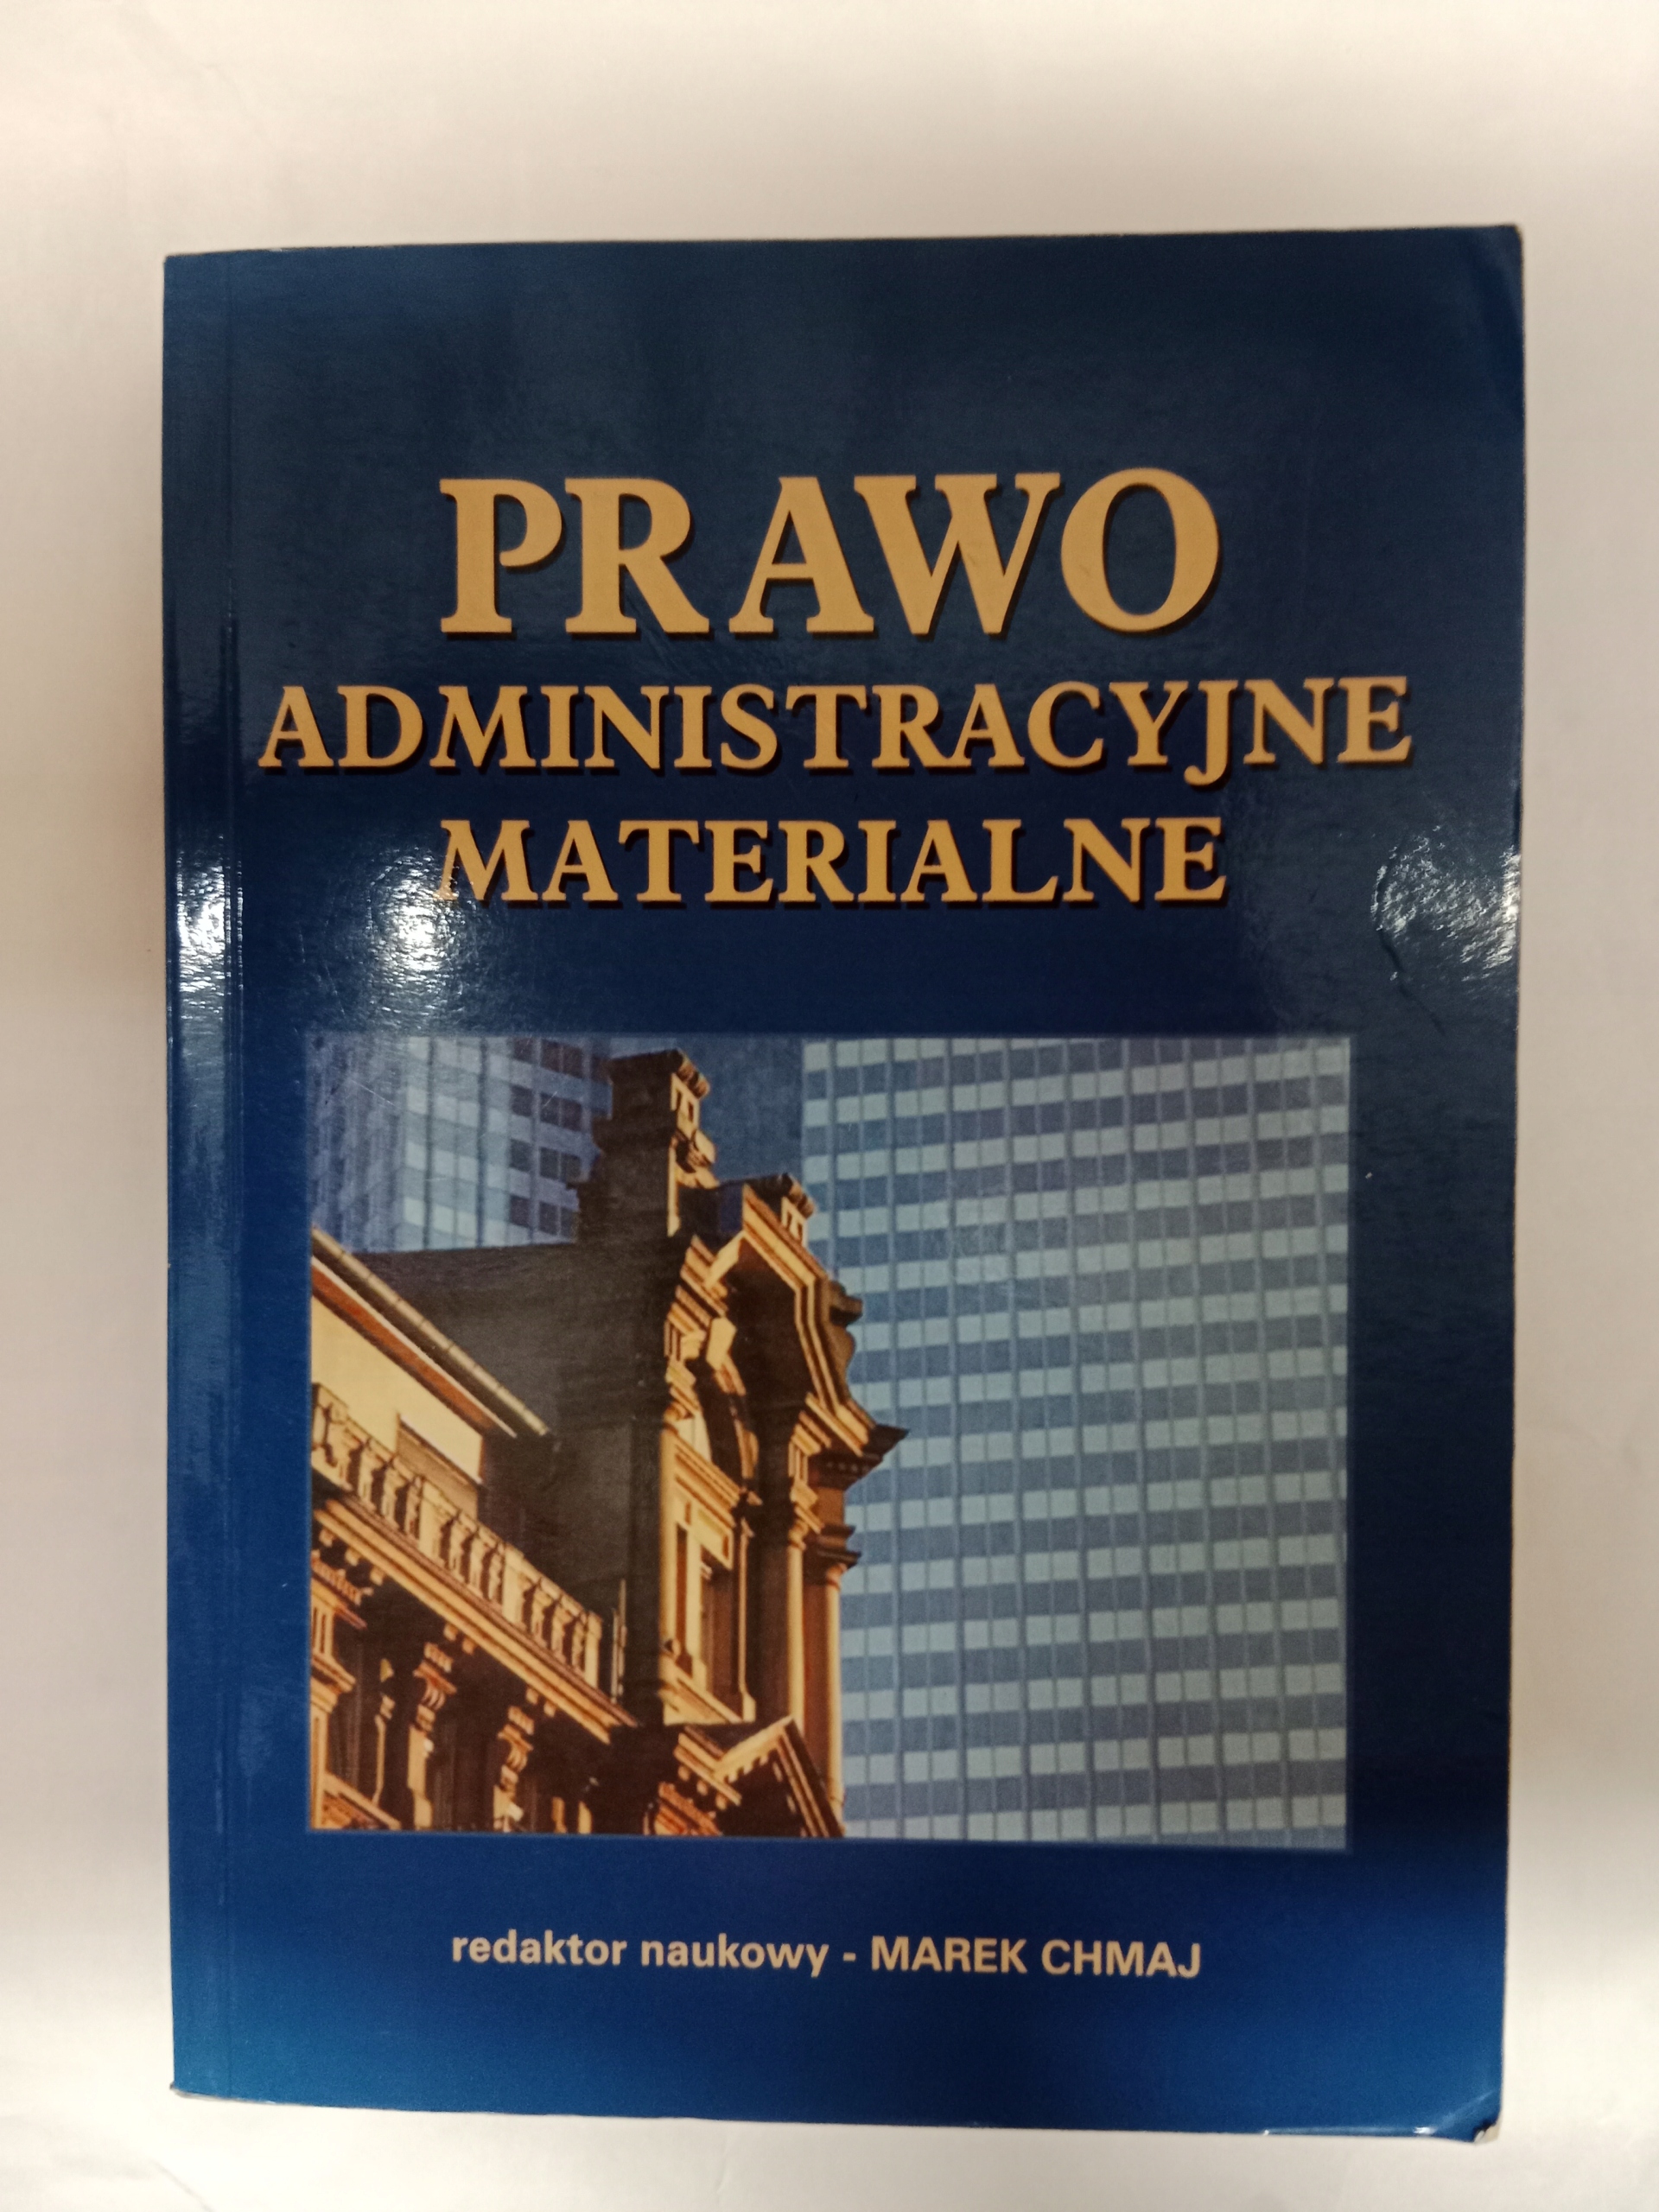 PRAWO
ADMINISTRACYJNE
MATERIALNE
redaktor naukowy - MAREK CHMAJ